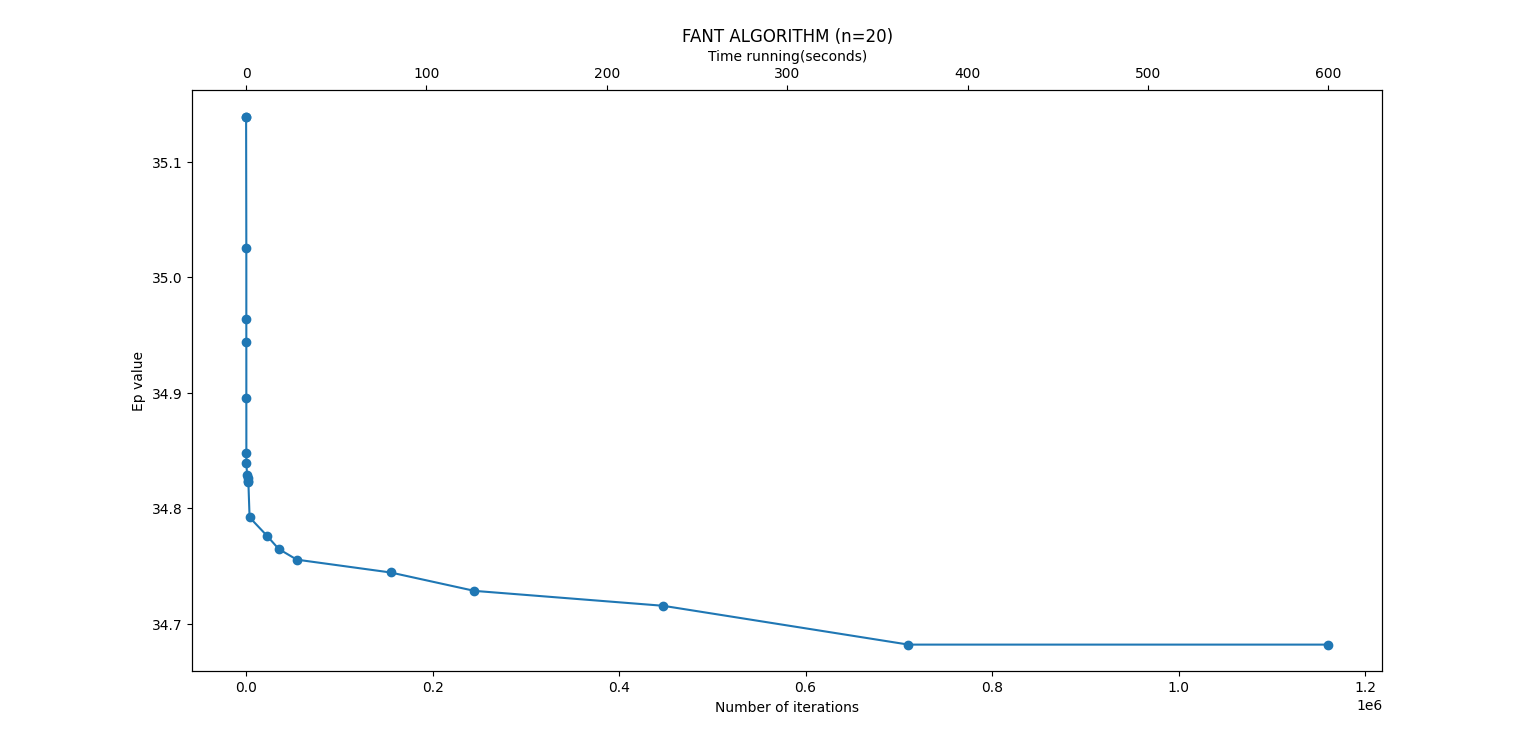 FANT ALGORITHM (n=20)
Time running(seconds)
0 100 200 300 400 500 600
35.1
35.0
34.9
34.8
34.7
Ep value
0.0 0.2 0.4 0.6 0.8 1.0 1.2
1e6
Number of iterations